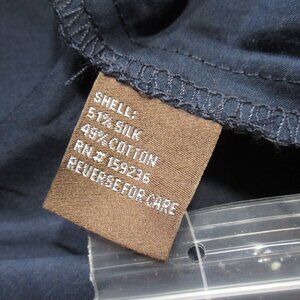 SHELL:
51% SILK
49% COTTON
RN# 159236
REVERSE FOR CARE